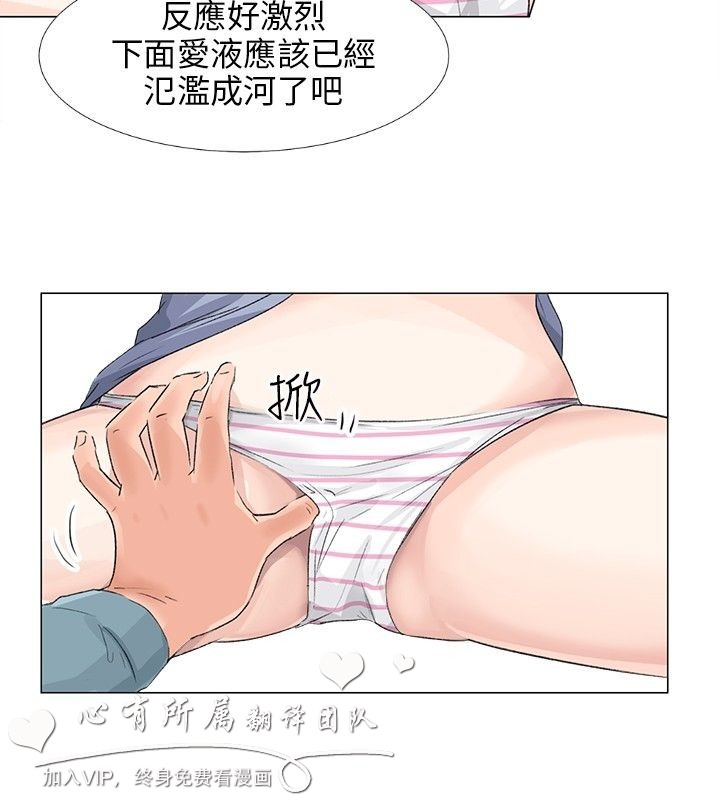 反應好激烈
下面愛液應該已經
氾濫成河了吧
掀
心有所属翻译团队
加入VIP，终身免费看漫画